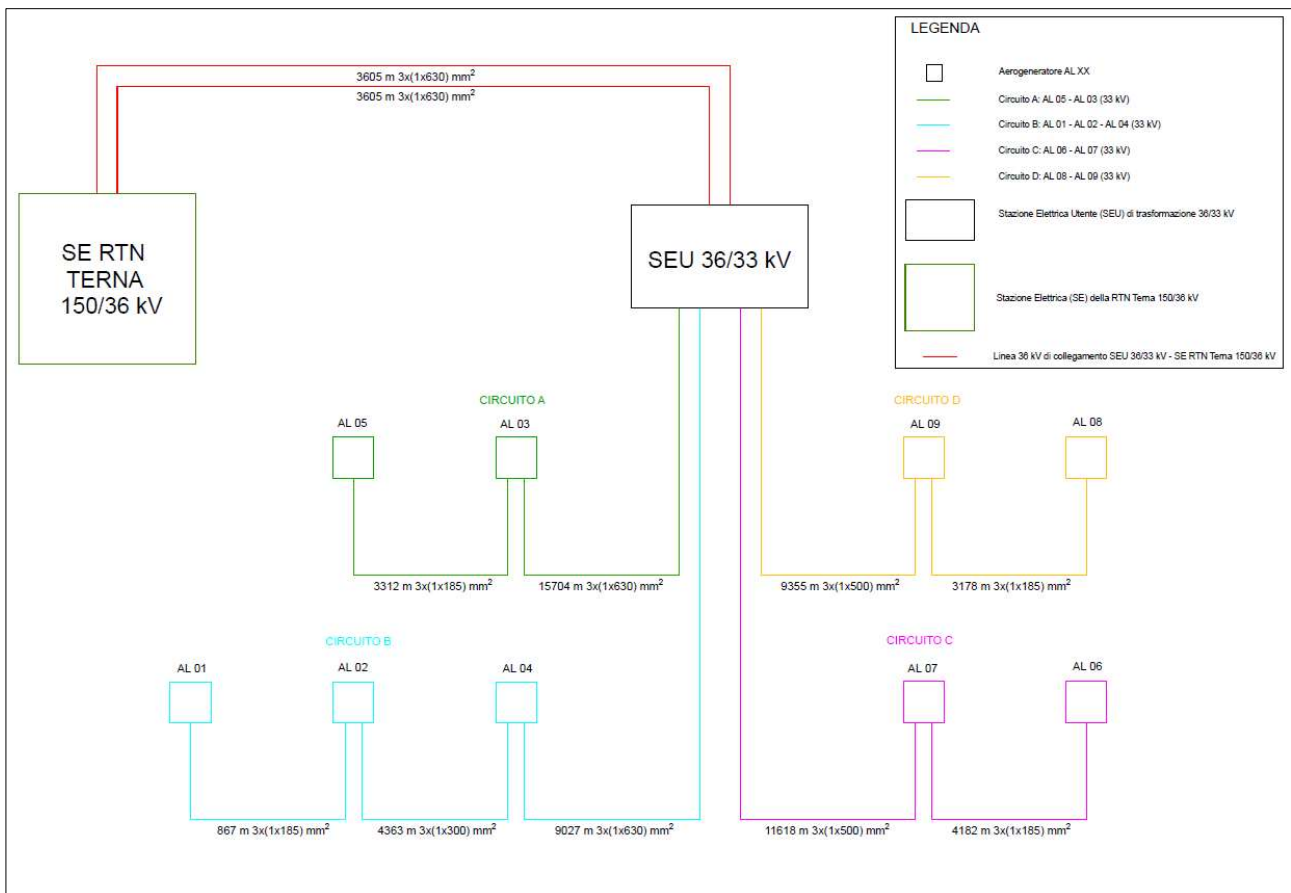 3605 m 3x(1x630) mm²
3605 m 3x(1x630) mm²
SE RTN
TERNA
150/36 kV
SEU 36/33 kV
LEGENDA
Aerogeneratore AL XX
Circuito A: AL 05 - AL 03 (33 kV)
Circuito B: AL 01 - AL 02 - AL 04 (33 kV)
Circuito C: AL 06 - AL 07 (33 kV)
Circuito D: AL 08 - AL 09 (33 kV)
Stazione Elettrica Utente (SEU) di trasformazione 36/33 kV
Stazione Elettrica (SE) della RTN Terna 150/36 kV
Linea 36 kV di collegamento SEU 36/33 kV - SE RTN Terna 150/36 kV
CIRCUITO A
AL 05
AL 03
3312 m 3x(1x185) mm²
15704 m 3x(1x630) mm²
CIRCUITO D
AL 09
AL 08
9355 m 3x(1x500) mm²
3178 m 3x(1x185) mm²
CIRCUITO B
AL 01
AL 02
AL 04
867 m 3x(1x185) mm²
4363 m 3x(1x300) mm²
9027 m 3x(1x630) mm²
CIRCUITO C
AL 07
AL 06
11618 m 3x(1x500) mm²
4182 m 3x(1x185) mm²